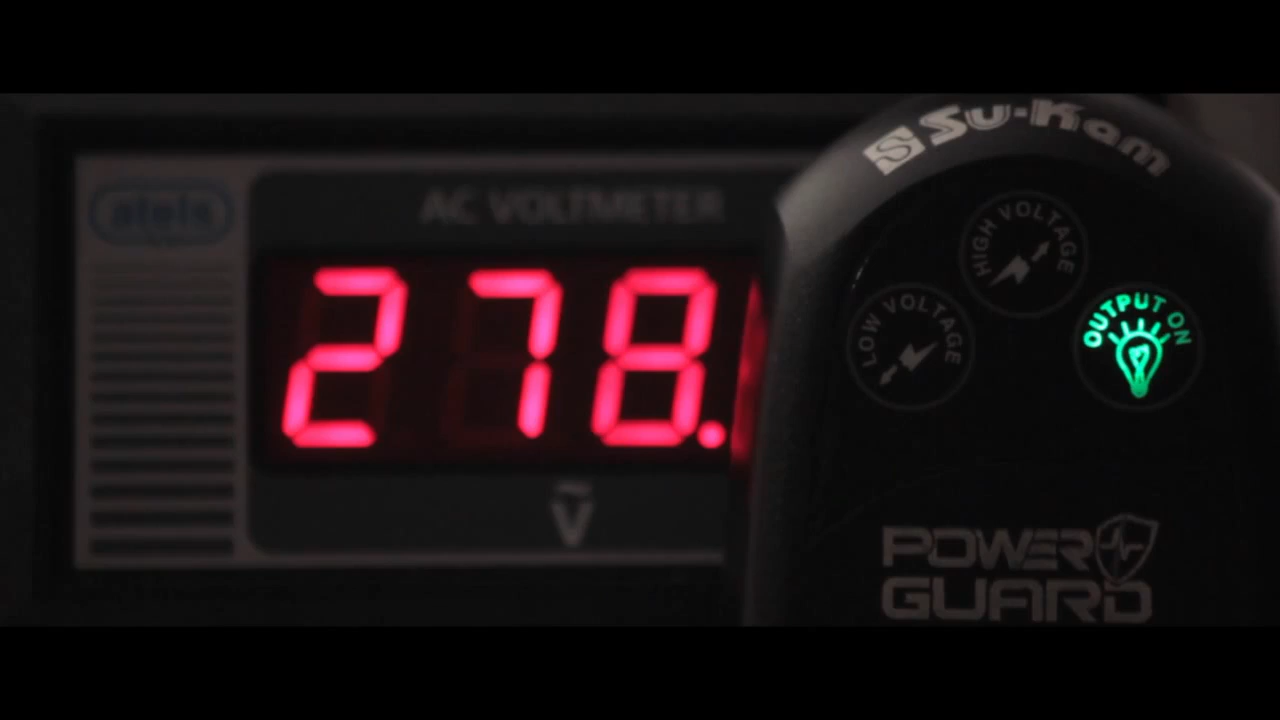 AC VOLTMETER
278.
V
Su-Kam
HIGH VOLTAGE
LOW VOLTAGE
OUTPUT ON
POWER
GUARD